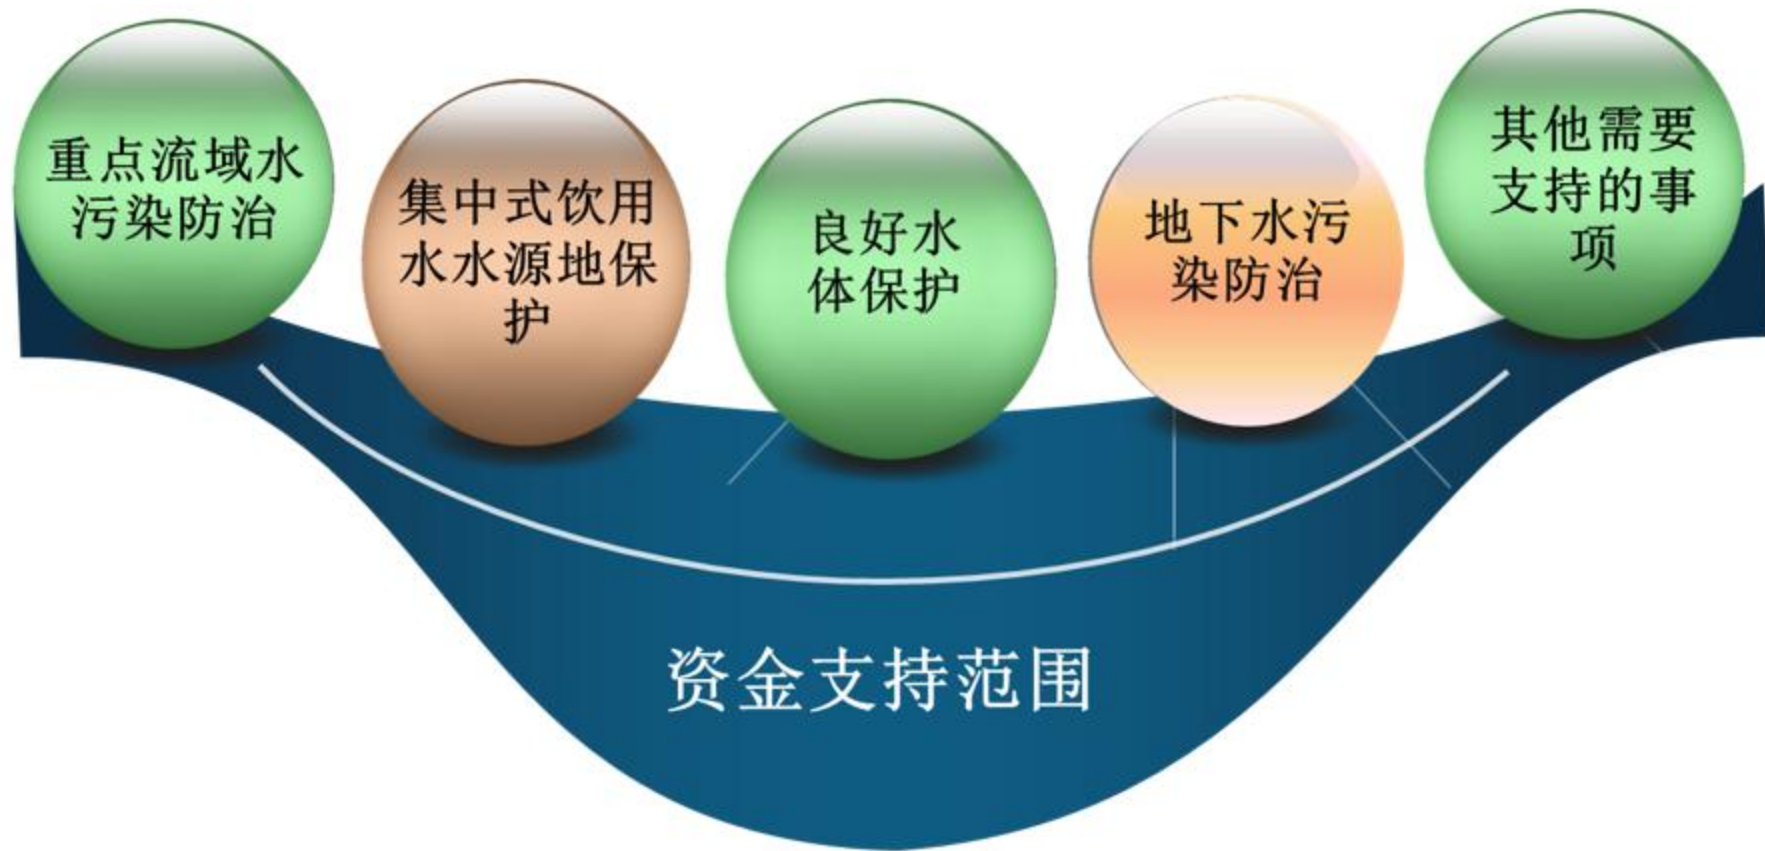 重点流域水
污染防治
集中式饮用
水水源地保
护
良好水
体保护
地下水污
染防治
其他需要
支持的事
项
资金支持范围